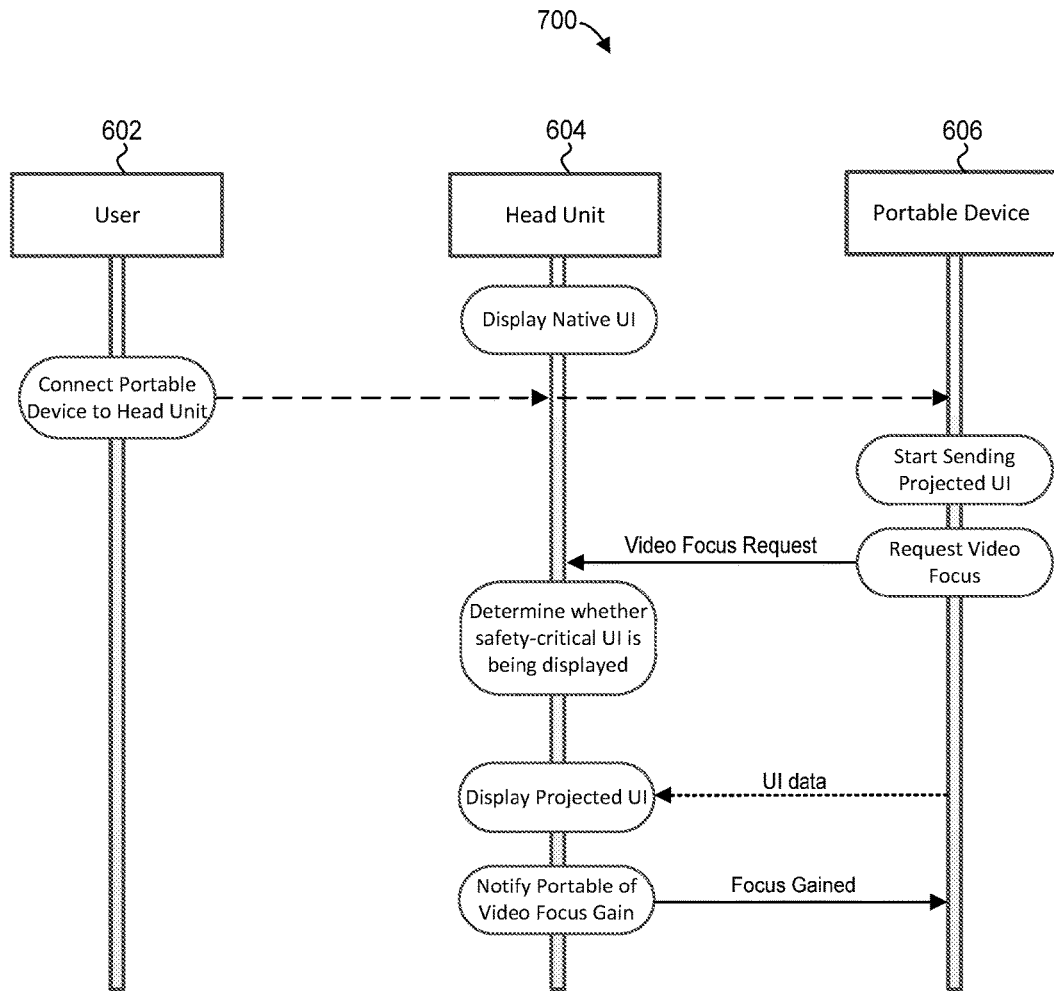 700
602
604
606
User
Head Unit
Portable Device
Display Native UI
Connect Portable
Device to Head Unit
Start Sending
Projected UI
Video Focus Request
Request Video
Focus
Determine whether
safety-critical UI is
being displayed
UI data
Display Projected UI
Notify Portable of
Video Focus Gain
Focus Gained